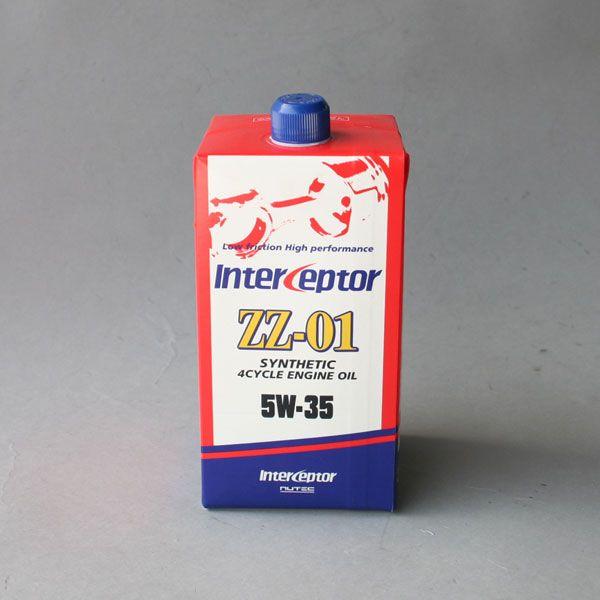 Low friction High performance
Interceptor
ZZ-01
SYNTHETIC
4CYCLE ENGINE OIL
5W-35
Interceptor
NUTEC